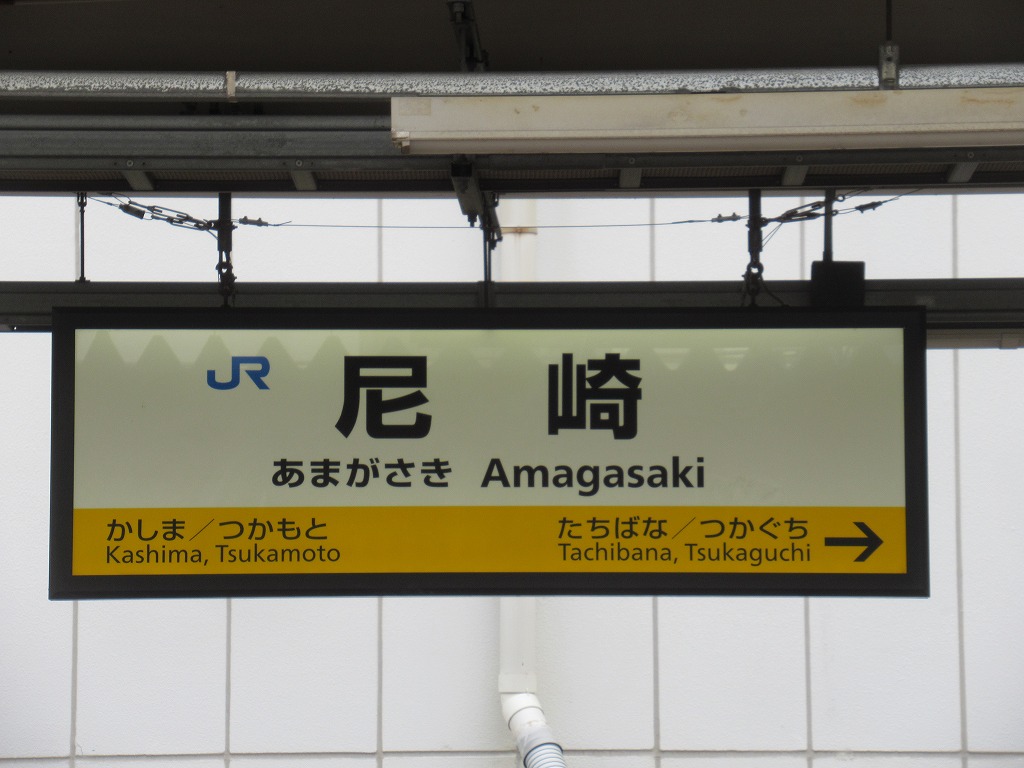 JR 尼崎
あまがさき Amagasaki
かしま／つかもと たちばな／つかぐち →
Kashima, Tsukamoto Tachibana, Tsukaguchi